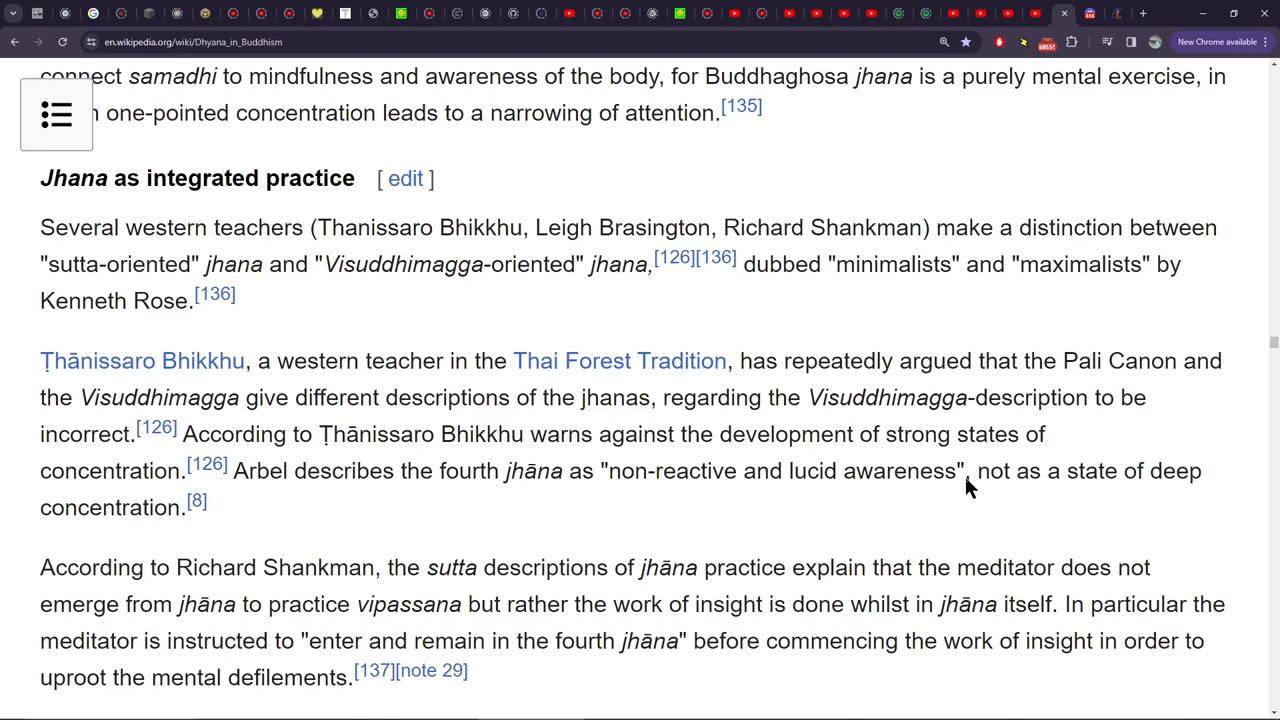 en.wikipedia.org/wiki/Dhyana_in_Buddhism
New Chrome available
connect samadhi to mindfulness and awareness of the body, for Buddhaghosa jhana is a purely mental exercise, in
one-pointed concentration leads to a narrowing of attention.[135]
Jhana as integrated practice [ edit ]
Several western teachers (Thanissaro Bhikkhu, Leigh Brasington, Richard Shankman) make a distinction between
"sutta-oriented" jhana and "Visuddhimagga-oriented" jhana,[126][136] dubbed "minimalists" and "maximalists" by
Kenneth Rose.[136]
Ṭhānissaro Bhikkhu, a western teacher in the Thai Forest Tradition, has repeatedly argued that the Pali Canon and
the Visuddhimagga give different descriptions of the jhanas, regarding the Visuddhimagga-description to be
incorrect.[126] According to Ṭhānissaro Bhikkhu warns against the development of strong states of
concentration.[126] Arbel describes the fourth jhāna as "non-reactive and lucid awareness", not as a state of deep
concentration.[8]
According to Richard Shankman, the sutta descriptions of jhāna practice explain that the meditator does not
emerge from jhāna to practice vipassana but rather the work of insight is done whilst in jhāna itself. In particular the
meditator is instructed to "enter and remain in the fourth jhāna" before commencing the work of insight in order to
uproot the mental defilements.[137][note 29]